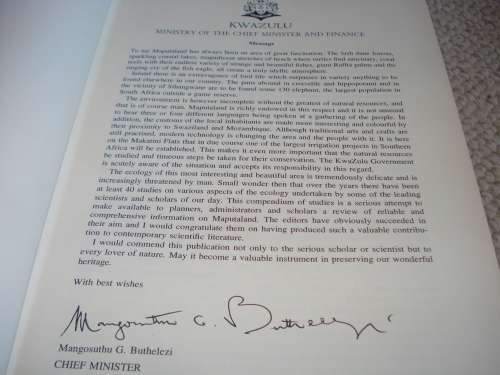 KWAZULU
MINISTRY OF THE CHIEF MINISTER AND FINANCE
Message
To me Maputaland has always been an area of great fascination. The lush dune forests,
sparkling coastal lakes, magnificent stretches of beach where turtles find sanctuary, coral
reefs with their endless variety of strange and beautiful fishes, giant Raffia palms and the
ringing cry of the fish eagle, all create a truly idyllic atmosphere.
Inland there is an convergence of bird life which surpasses in variety anything to be
found elsewhere in our country. The pans abound in crocodile and hippopotami and in
the vicinity of Sihangwane are to be found some ±30 elephant, the largest population in
South Africa outside a game reserve.
The environment is however incomplete without the greatest of natural resources, and
that is of course man. Maputaland is richly endowed in this respect and it is not unusual
to hear three or four different languages being spoken at a gathering of the people. In
addition, the customs of the local inhabitants are made more interesting and colourful by
their proximity to Swaziland and Mozambique. Although traditional arts and crafts are
still practised, modern technology is changing the area and the people with it. It is here
on the Makatini Flats that in due course one of the largest irrigation projects in Southern
Africa will be established. This makes it even more important that the natural resources
be studied and timeous steps be taken for their conservation. The KwaZulu Government
is acutely aware of the situation and accepts its responsibility in this regard.
The ecology of this most interesting and beautiful area is tremendously delicate and is
increasingly threatened by man. Small wonder then that over the years there have been
at least 40 studies on various aspects of the ecology undertaken by some of the leading
scientists and scholars of our day. This compendium of studies is a serious attempt to
make available to planners, administrators and scholars a review of reliable and
comprehensive information on Maputaland. The editors have obviously succeeded in
their aim and I would congratulate them on having produced such a valuable contribu-
tion to contemporary scientific literature.
I would commend this publication not only to the serious scholar or scientist but to
every lover of nature. May it become a valuable instrument in preserving our wonderful
heritage.
With best wishes
Mangosuthu G. Buthelezi
Mangosuthu G. Buthelezi
CHIEF MINISTER